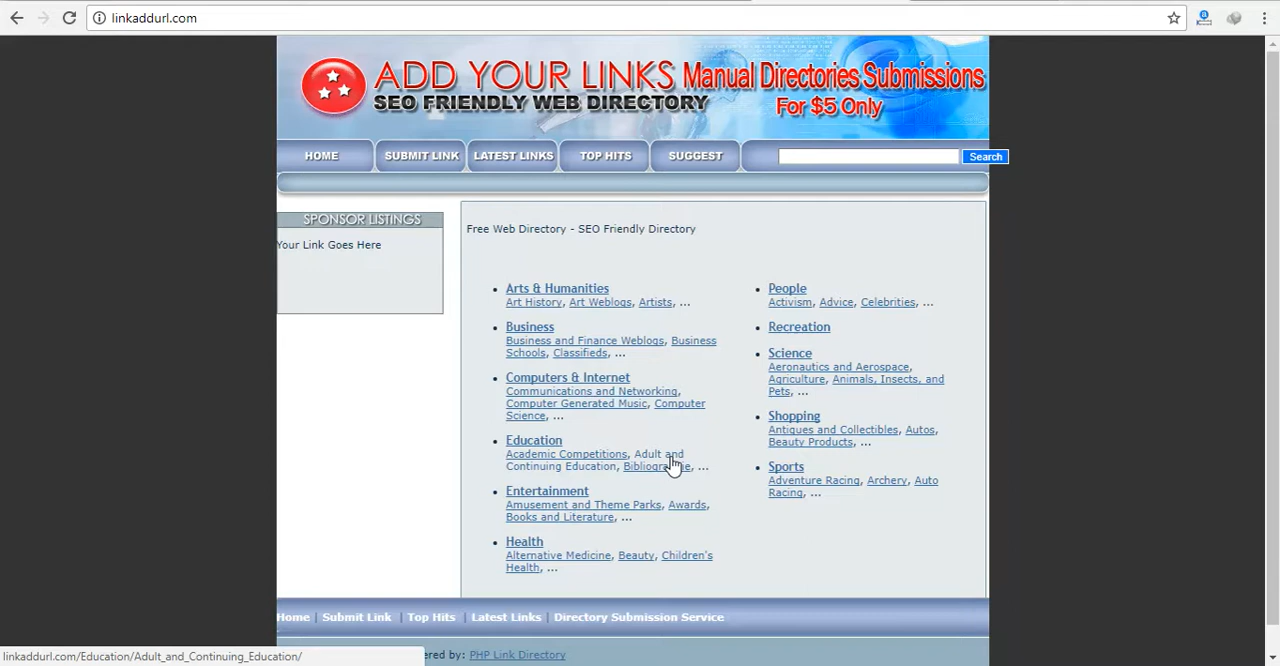 linkaddurl.com
ADD YOUR LINKS Manual Directories Submissions
SEO FRIENDLY WEB DIRECTORY For $5 Only
HOME SUBMIT LINK LATEST LINKS TOP HITS SUGGEST Search
SPONSOR LISTINGS
Your Link Goes Here
Free Web Directory - SEO Friendly Directory
Arts & Humanities
Art History, Art Weblogs, Artists, ...
Business
Business and Finance Weblogs, Business
Schools, Classifieds, ...
Computers & Internet
Communications and Networking,
Computer Generated Music, Computer
Science, ...
Education
Academic Competitions, Adult and
Continuing Education, ...
Entertainment
Amusement and Theme Parks, Awards,
Books and Literature, ...
Health
Alternative Medicine, Beauty, Children's
Health, ...
People
Activism, Advice, Celebrities, ...
Recreation
Science
Aeronautics and Aerospace,
Agriculture, Animals, Insects, and
Pets, ...
Shopping
Antiques and Collectibles, Autos,
Beauty Products, ...
Sports
Adventure Racing, Archery, Auto
Racing, ...
Home | Submit Link | Top Hits | Latest Links | Directory Submission Service
linkaddurl.com/Education/Adult_and_Continuing_Education/
ered by: PHP Link Directory